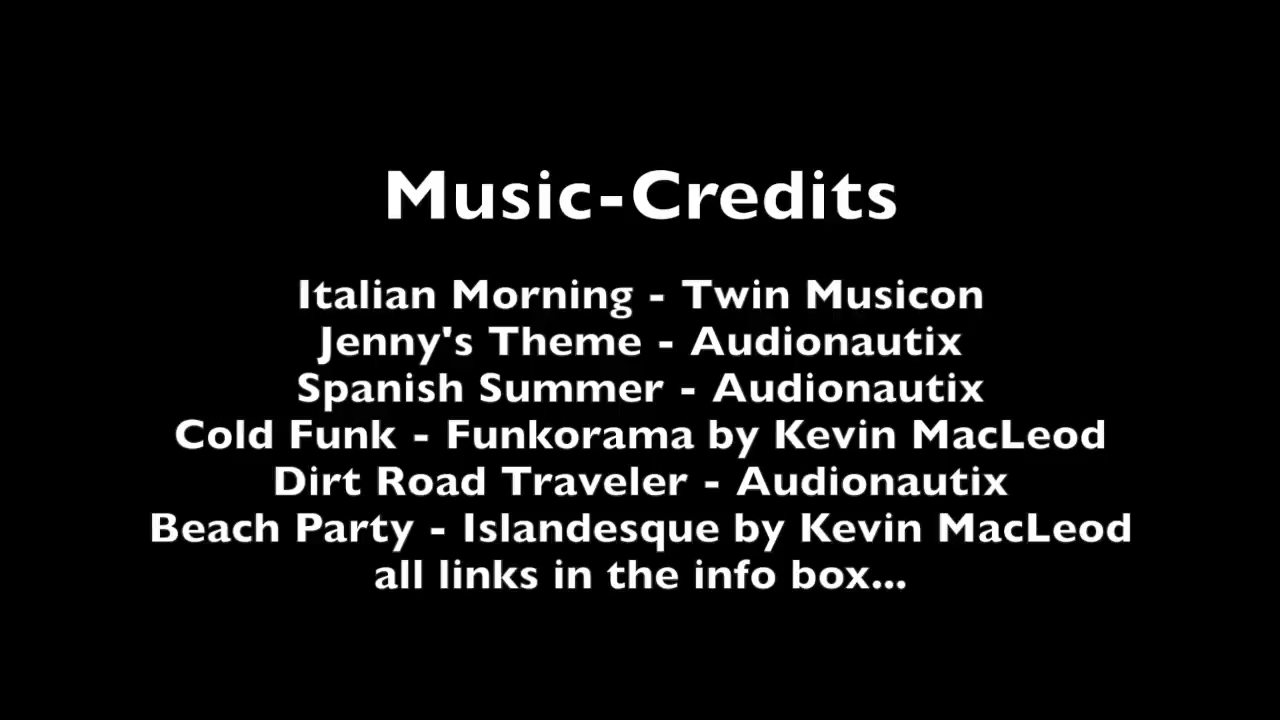 Music-Credits
Italian Morning - Twin Musicon
Jenny's Theme - Audionautix
Spanish Summer - Audionautix
Cold Funk - Funkorama by Kevin MacLeod
Dirt Road Traveler - Audionautix
Beach Party - Islandesque by Kevin MacLeod
all links in the info box...